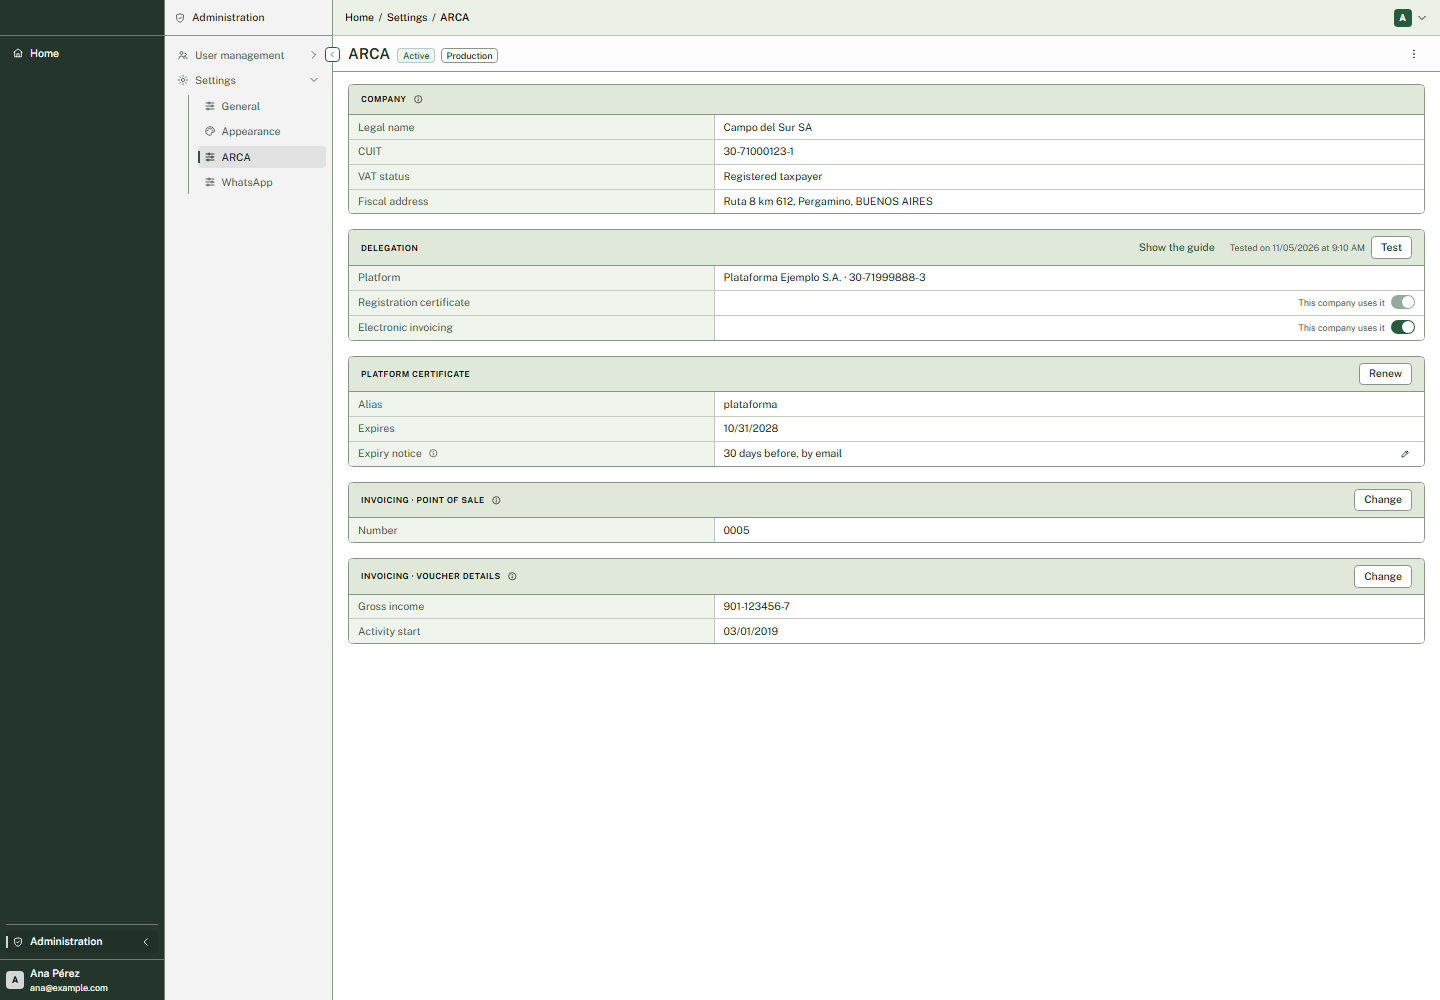 Administration
Home / Settings / ARCA
A
Home
User management
Settings
General
Appearance
ARCA
WhatsApp
ARCA Active Production
COMPANY
Legal name Campo del Sur SA
CUIT 30-71000123-1
VAT status Registered taxpayer
Fiscal address Ruta 8 km 612, Pergamino, BUENOS AIRES
DELEGATION Show the guide Tested on 11/05/2026 at 9:10 AM Test
Platform Plataforma Ejemplo S.A. · 30-71999888-3
Registration certificate This company uses it
Electronic invoicing This company uses it
PLATFORM CERTIFICATE Renew
Alias plataforma
Expires 10/31/2028
Expiry notice 30 days before, by email
INVOICING · POINT OF SALE Change
Number 0005
INVOICING · VOUCHER DETAILS Change
Gross income 901-123456-7
Activity start 03/01/2019
Administration
A
Ana Pérez
ana@example.com